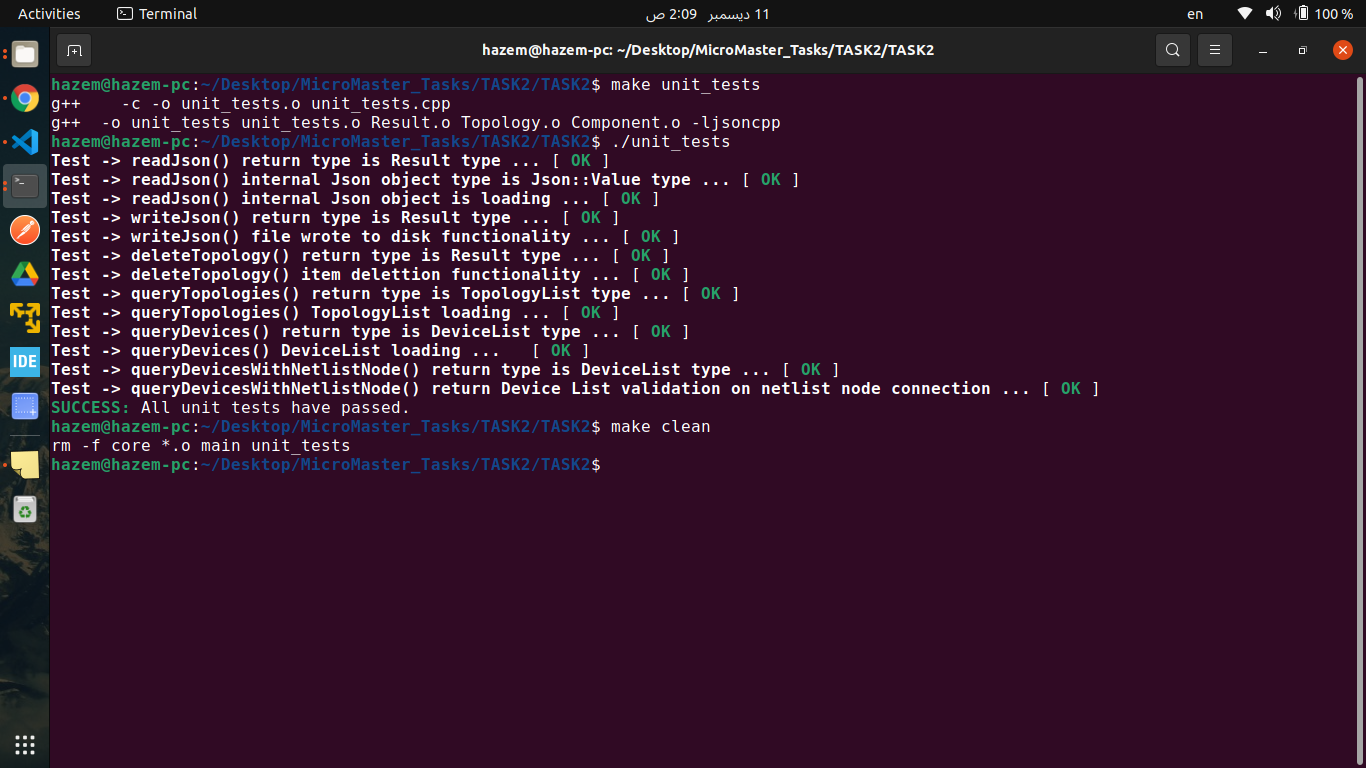 Activities
Terminal
11 ديسمبر 2:09 ص
en
100 %
hazem@hazem-pc: ~/Desktop/MicroMaster_Tasks/TASK2/TASK2
hazem@hazem-pc:~/Desktop/MicroMaster_Tasks/TASK2/TASK2$ make unit_tests
g++    -c -o unit_tests.o unit_tests.cpp
g++  -o unit_tests unit_tests.o Result.o Topology.o Component.o -ljsoncpp
hazem@hazem-pc:~/Desktop/MicroMaster_Tasks/TASK2/TASK2$ ./unit_tests
Test -> readJson() return type is Result type ... [ OK ]
Test -> readJson() internal Json object type is Json::Value type ... [ OK ]
Test -> readJson() internal Json object is loading ... [ OK ]
Test -> writeJson() return type is Result type ... [ OK ]
Test -> writeJson() file wrote to disk functionality ... [ OK ]
Test -> deleteTopology() return type is Result type ... [ OK ]
Test -> deleteTopology() item delettion functionality ... [ OK ]
Test -> queryTopologies() return type is TopologyList type ... [ OK ]
Test -> queryTopologies() TopologyList loading ... [ OK ]
Test -> queryDevices() return type is DeviceList type ... [ OK ]
Test -> queryDevices() DeviceList loading ...   [ OK ]
Test -> queryDevicesWithNetlistNode() return type is DeviceList type ... [ OK ]
Test -> queryDevicesWithNetlistNode() return Device List validation on netlist node connection ... [ OK ]
SUCCESS: All unit tests have passed.
hazem@hazem-pc:~/Desktop/MicroMaster_Tasks/TASK2/TASK2$ make clean
rm -f core *.o main unit_tests
hazem@hazem-pc:~/Desktop/MicroMaster_Tasks/TASK2/TASK2$
IDE